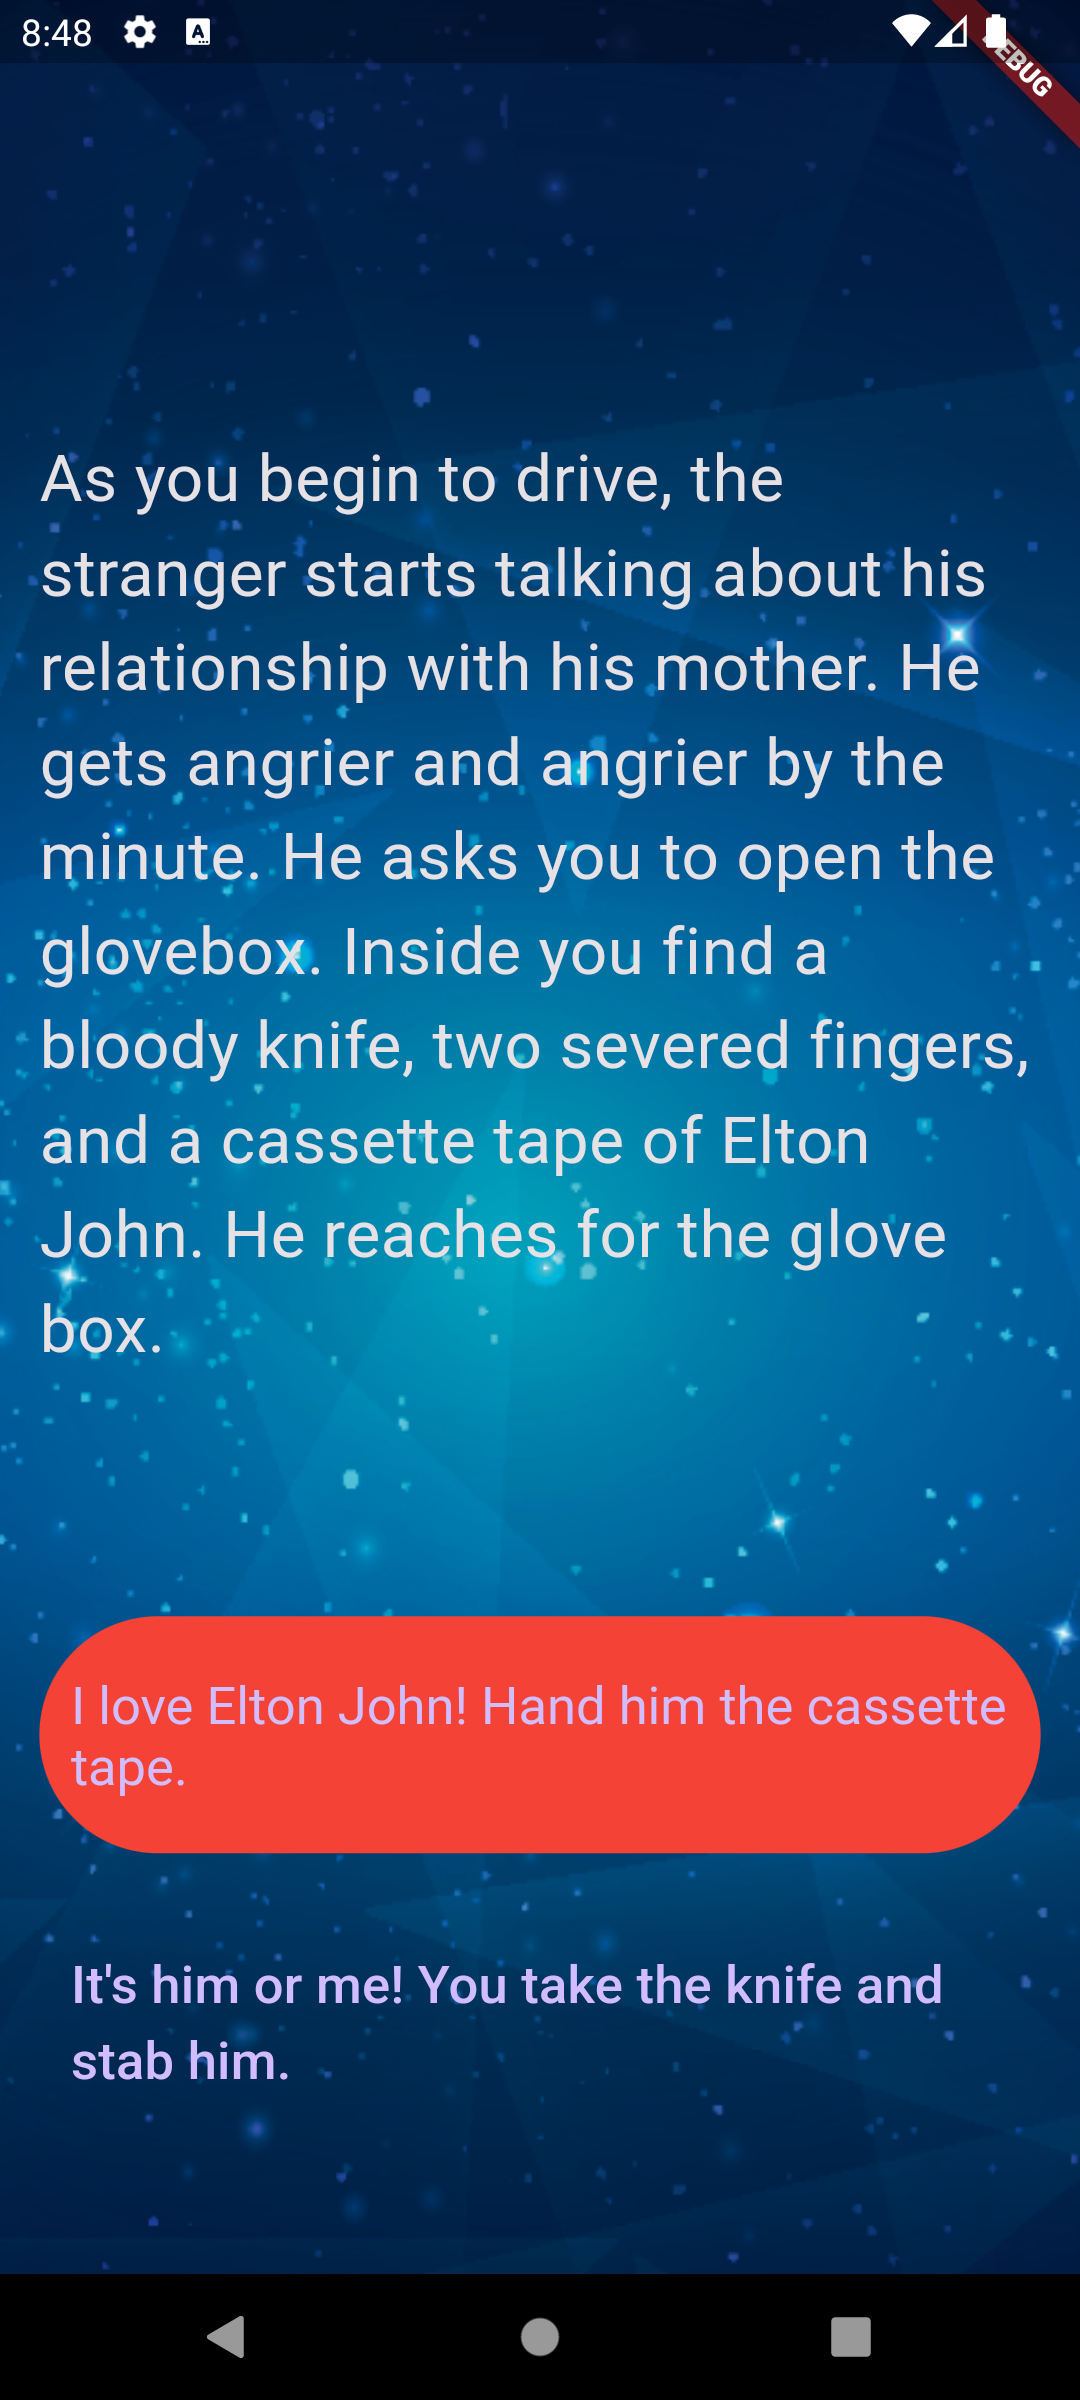 8:48
EBUG
As you begin to drive, the
stranger starts talking about his
relationship with his mother. He
gets angrier and angrier by the
minute. He asks you to open the
glovebox. Inside you find a
bloody knife, two severed fingers,
and a cassette tape of Elton
John. He reaches for the glove
box.
I love Elton John! Hand him the cassette
tape.
It's him or me! You take the knife and
stab him.